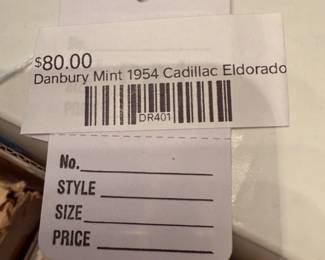 $80.00
Danbury Mint 1954 Cadillac Eldorado
DR401
No.
STYLE
SIZE
PRICE